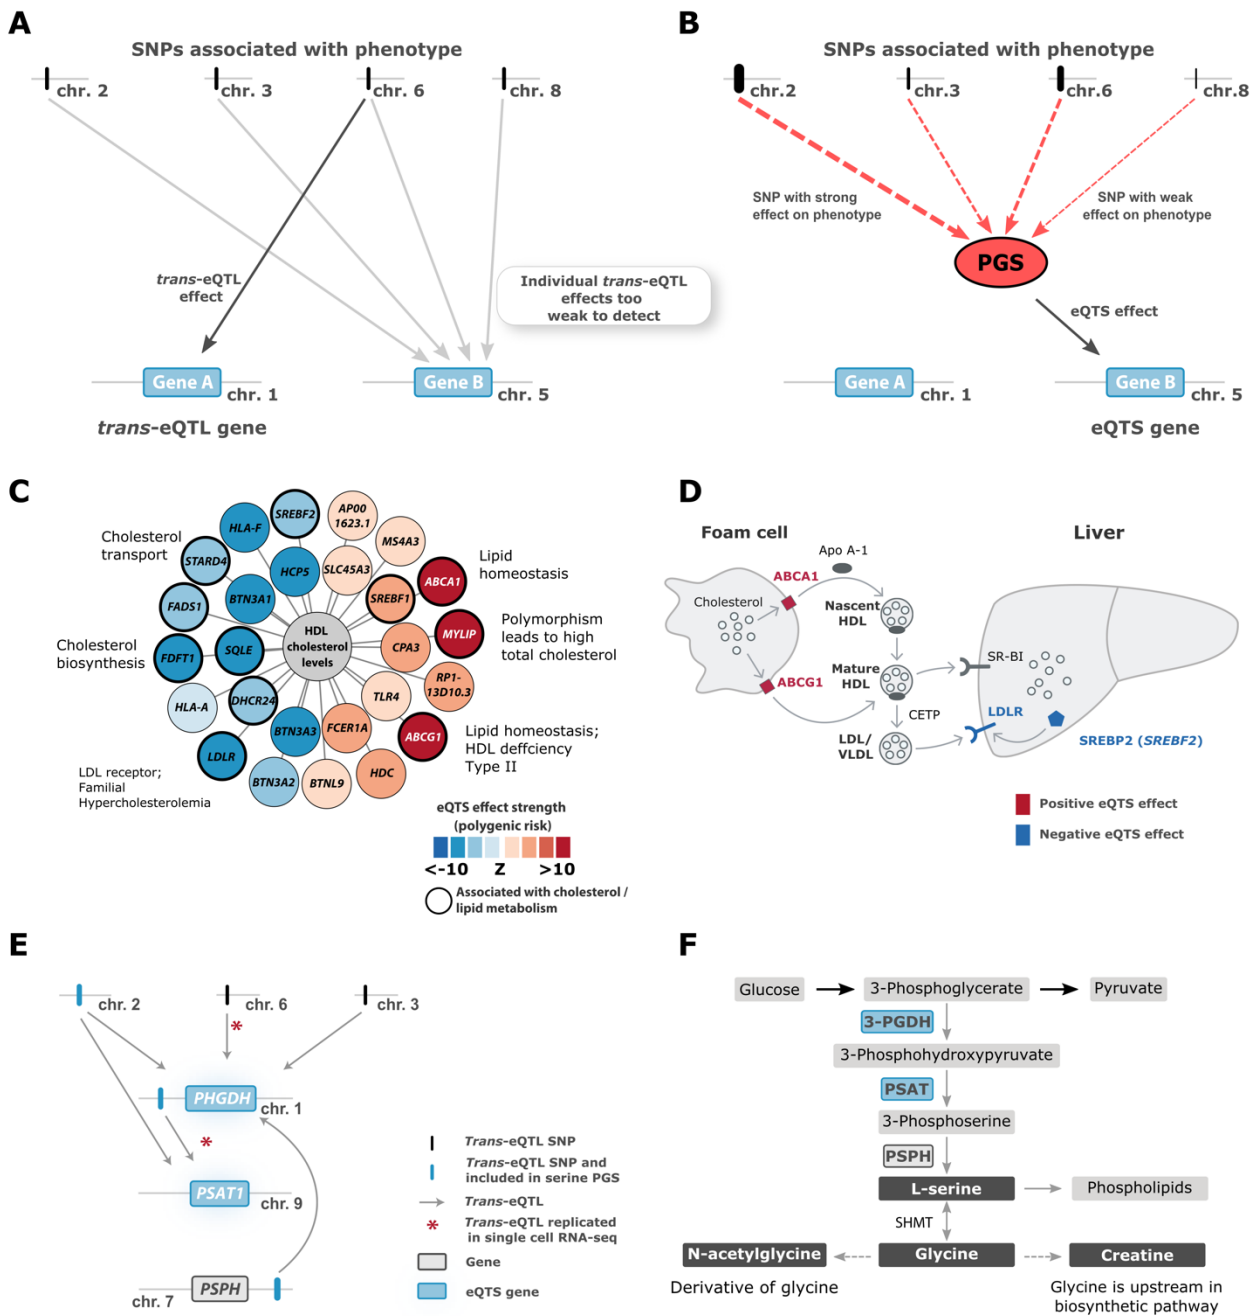 A
SNPs associated with phenotype
chr. 2
chr. 3
chr. 6
chr. 8
trans-eQTL
effect
Individual trans-eQTL
effects too
weak to detect
Gene A
chr. 1
Gene B
chr. 5
trans-eQTL gene
B
SNPs associated with phenotype
chr.2
chr.3
chr.6
chr.8
SNP with strong
effect on phenotype
SNP with weak
effect on phenotype
PGS
eQTS effect
Gene A
chr. 1
Gene B
chr. 5
eQTS gene
C
Cholesterol
transport
Cholesterol
biosynthesis
LDL receptor;
Familial
Hypercholesterolemia
HLA-F
SREBF2
AP00
1623.1
MS4A3
STARD4
HCP5
SLC45A3
ABCA1
FADS1
BTN3A1
SREBF1
HDL
cholesterol
levels
FDFT1
SQLE
CPA3
MYLIP
HLA-A
DHCR24
TLR4
RP1-
13D10.3
LDLR
BTN3A3
FCER1A
ABCG1
BTN3A2
BTNL9
HDC
Lipid
homeostasis
Polymorphism
leads to high
total cholesterol
Lipid homeostasis;
HDL deffciency
Type II
eQTS effect strength
(polygenic risk)
<-10 Z >10
Associated with cholesterol /
lipid metabolism
D
Foam cell
Liver
Apo A-1
ABCA1
Cholesterol
Nascent
HDL
ABCG1
Mature
HDL
SR-BI
CETP
LDLR
LDL/
VLDL
SREBP2 (SREBF2)
Positive eQTS effect
Negative eQTS effect
E
chr. 2
chr. 6
chr. 3
*
PHGDH
chr. 1
*
PSAT1
chr. 9
PSPH
chr. 7
Trans-eQTL SNP
Trans-eQTL SNP and
included in serine PGS
Trans-eQTL
* Trans-eQTL replicated
in single cell RNA-seq
Gene
eQTS gene
F
Glucose
3-Phosphoglycerate
Pyruvate
3-PGDH
3-Phosphohydroxypyruvate
PSAT
3-Phosphoserine
PSPH
L-serine
Phospholipids
SHMT
N-acetylglycine
Glycine
Creatine
Derivative of glycine
Glycine is upstream in
biosynthetic pathway